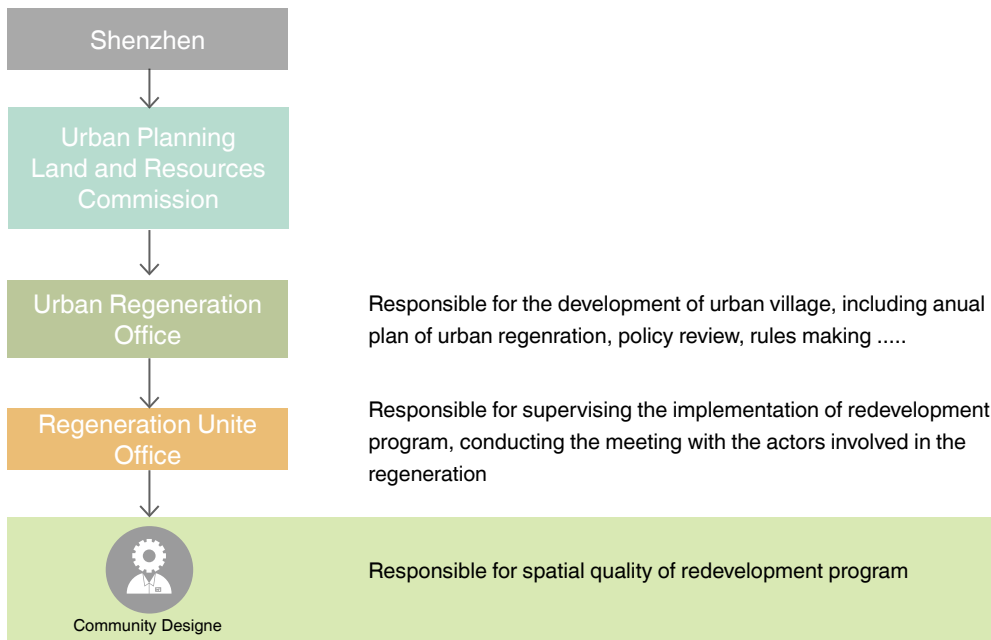 Shenzhen
Urban Planning
Land and Resources
Commission
Urban Regeneration
Office
Responsible for the development of urban village, including anual
plan of urban regenration, policy review, rules making .....
Regeneration Unite
Office
Responsible for supervising the implementation of redevelopment
program, conducting the meeting with the actors involved in the
regeneration
Responsible for spatial quality of redevelopment program
Community Designe